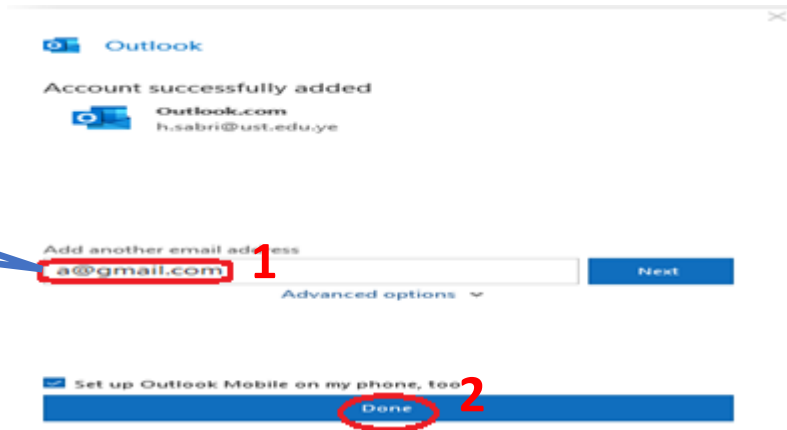 Outlook
Account successfully added
Outlook.com
h.sabri@ust.edu.ye
Add another email address
a@gmail.com 1
Next
Advanced options
Set up Outlook Mobile on my phone, too 2
Done